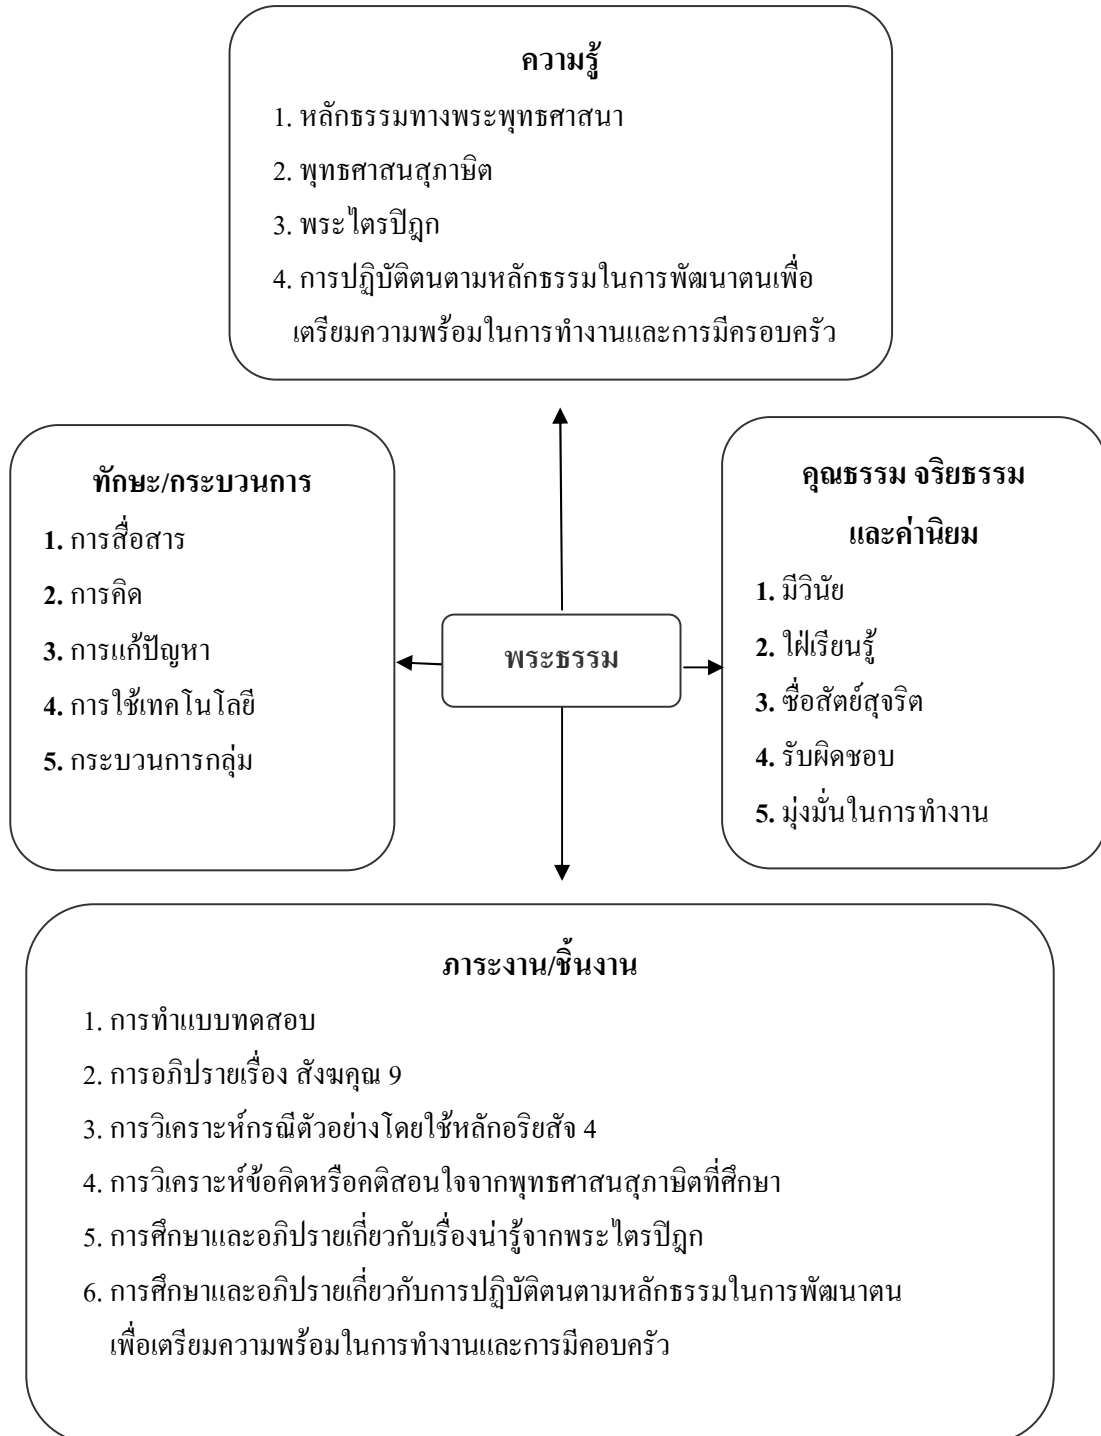 ความรู้
1. หลักธรรมทางพระพุทธศาสนา
2. พุทธศาสนสุภาษิต
3. พระไตรปิฎก
4. การปฏิบัติตนตามหลักธรรมในการพัฒนาตนเพื่อ
เตรียมความพร้อมในการทำงานและการมีครอบครัว
ทักษะ/กระบวนการ
1. การสื่อสาร
2. การคิด
3. การแก้ปัญหา
4. การใช้เทคโนโลยี
5. กระบวนการกลุ่ม
พระธรรม
คุณธรรม จริยธรรม
และค่านิยม
1. มีวินัย
2. ใฝ่เรียนรู้
3. ซื่อสัตย์สุจริต
4. รับผิดชอบ
5. มุ่งมั่นในการทำงาน
ภาระงาน/ชิ้นงาน
1. การทำแบบทดสอบ
2. การอภิปรายเรื่อง สังฆคุณ 9
3. การวิเคราะห์กรณีตัวอย่างโดยใช้หลักอริยสัจ 4
4. การวิเคราะห์ข้อคิดหรือคติสอนใจจากพุทธศาสนสุภาษิตที่ศึกษา
5. การศึกษาและอภิปรายเกี่ยวกับเรื่องน่ารู้จากพระไตรปิฎก
6. การศึกษาและอภิปรายเกี่ยวกับการปฏิบัติตนตามหลักธรรมในการพัฒนาตน
เพื่อเตรียมความพร้อมในการทำงานและการมีคอบครัว